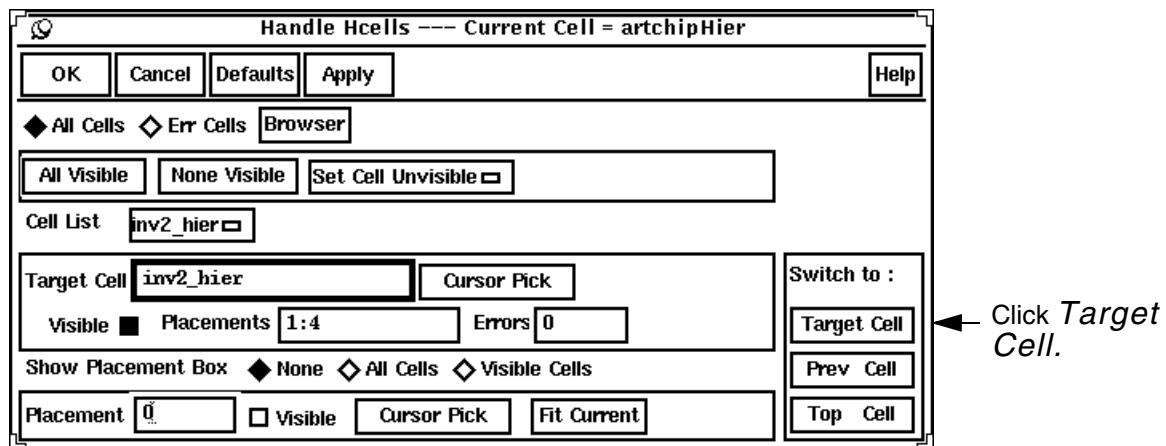 Handle Hcells --- Current Cell = artchipHier
OK Cancel Defaults Apply Help
All Cells Err Cells Browser
All Visible None Visible Set Cell Unvisible
Cell List inv2_hier
Target Cell inv2_hier Cursor Pick Switch to :
Visible Placements 1:4 Errors 0 Target Cell Click Target
Cell.
Show Placement Box None All Cells Visible Cells Prev Cell
Placement 0 Visible Cursor Pick Fit Current Top Cell